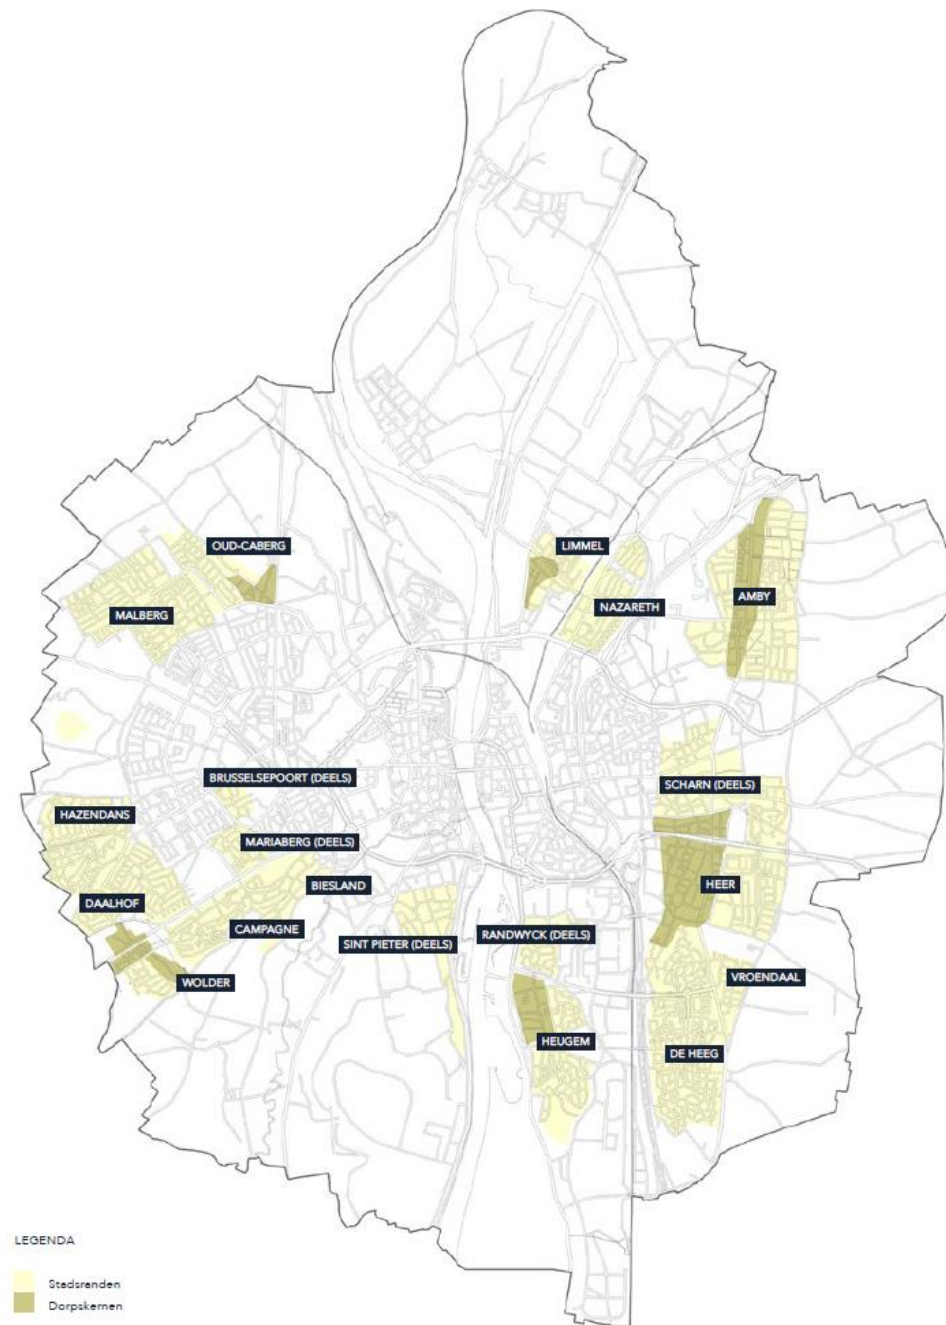 OUD-CABERG
LIMMEL
AMBY
NAZARETH
MALBERG
BRUSSELSEPOORT (DEELS)
SCHARN (DEELS)
HAZENDANS
MARIABERG (DEELS)
BIESLAND
HEER
DAALHOF
CAMPAGNE
RANDWYCK (DEELS)
SINT PIETER (DEELS)
VROENDAAL
WOLDER
HEUGEM
DE HEEG
LEGENDA
Stadsranden
Dorpskernen